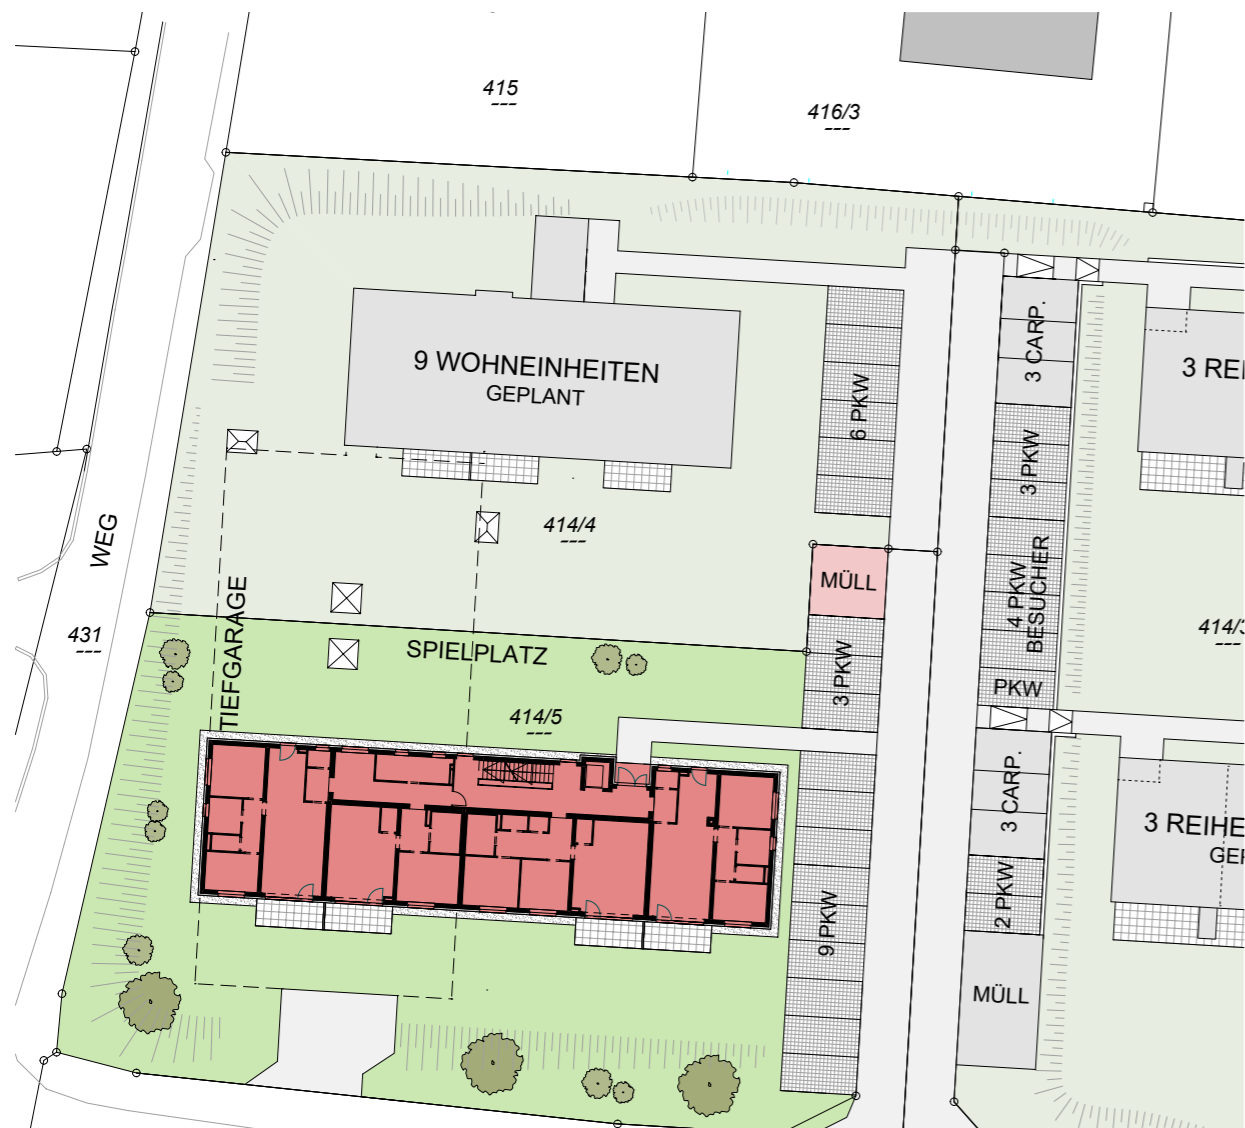 415
416/3
9 WOHNEINHEITEN
GEPLANT
6 PKW
3 CARP.
3 PKW
4 PKW
BESUCHER
PKW
3 REI
414/4
WEG
431
MÜLL
414/3
TIEFGARAGE
SPIELPLATZ
3 PKW
414/5
3 CARP.
2 PKW
MÜLL
3 REIHE
GEP
9 PKW